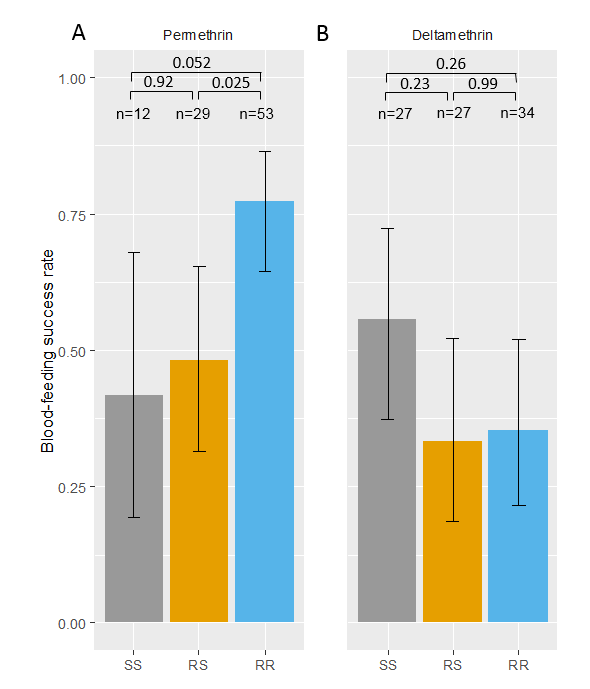 A
Permethrin
B
Deltamethrin
0.052
0.92
0.025
n=12
n=29
n=53
0.26
0.23
0.99
n=27
n=27
n=34
Blood-feeding success rate
1.00
0.75
0.50
0.25
0.00
SS
RS
RR
SS
RS
RR